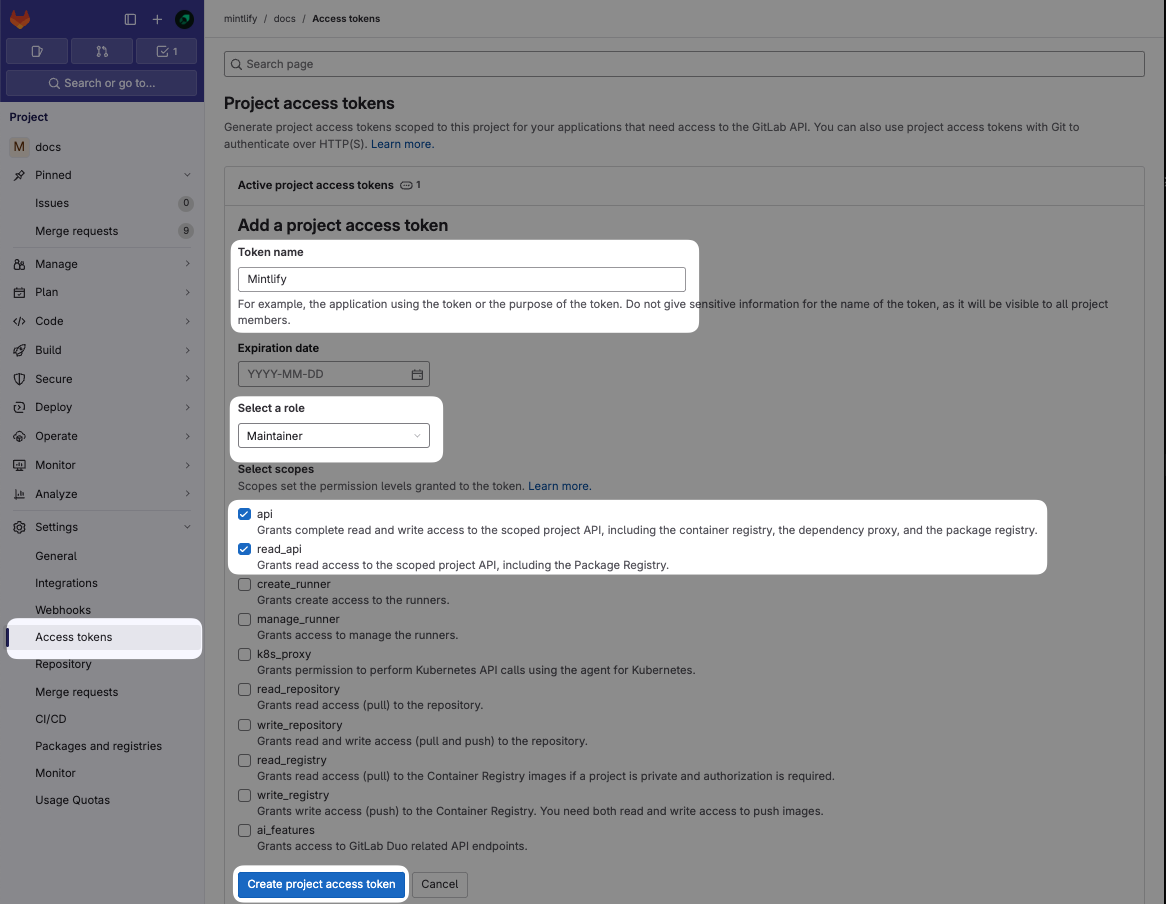 mintlify / docs / Access tokens
1
Search or go to...
Search page
Project
M docs
Pinned
Issues 0
Merge requests 9
Manage
Plan
Code
Build
Secure
Deploy
Operate
Monitor
Analyze
Settings
General
Integrations
Webhooks
Access tokens
Repository
Merge requests
CI/CD
Packages and registries
Monitor
Usage Quotas
Project access tokens
Generate project access tokens scoped to this project for your applications that need access to the GitLab API. You can also use project access tokens with Git to
authenticate over HTTP(S). Learn more.
Active project access tokens 1
Add a project access token
Token name
Mintlify
For example, the application using the token or the purpose of the token. Do not give sensitive information for the name of the token, as it will be visible to all project
members.
Expiration date
YYYY-MM-DD
Select a role
Maintainer
Select scopes
Scopes set the permission levels granted to the token. Learn more.
api
Grants complete read and write access to the scoped project API, including the container registry, the dependency proxy, and the package registry.
read_api
Grants read access to the scoped project API, including the Package Registry.
create_runner
Grants create access to the runners.
manage_runner
Grants access to manage the runners.
k8s_proxy
Grants permission to perform Kubernetes API calls using the agent for Kubernetes.
read_repository
Grants read access (pull) to the repository.
write_repository
Grants read and write access (pull and push) to the repository.
read_registry
Grants read access (pull) to the Container Registry images if a project is private and authorization is required.
write_registry
Grants write access (push) to the Container Registry. You need both read and write access to push images.
ai_features
Grants access to GitLab Duo related API endpoints.
Create project access token Cancel